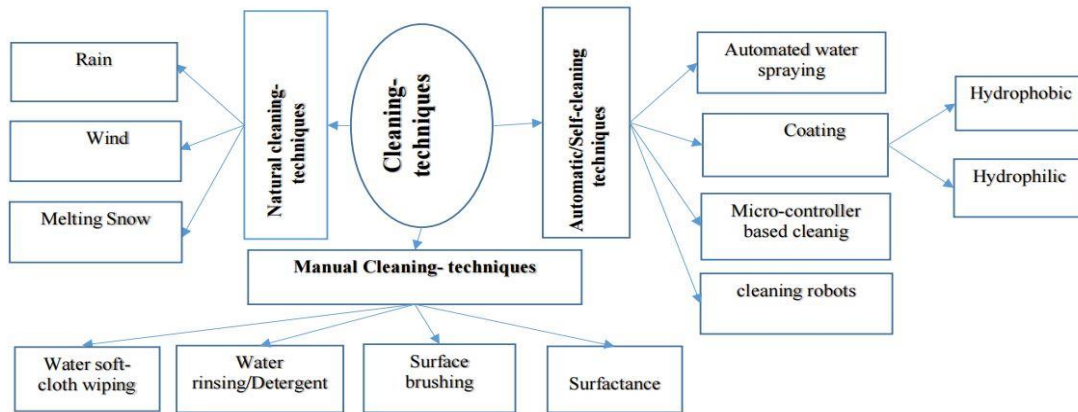 Rain
Wind
Melting Snow
Natural cleaning-
techniques
Cleaning-
techniques
Automatic/Self-cleaning
techniques
Automated water
spraying
Coating
Micro-controller
based cleanig
cleaning robots
Hydrophobic
Hydrophilic
Manual Cleaning- techniques
Water soft-
cloth wiping
Water
rinsing/Detergent
Surface
brushing
Surfactance